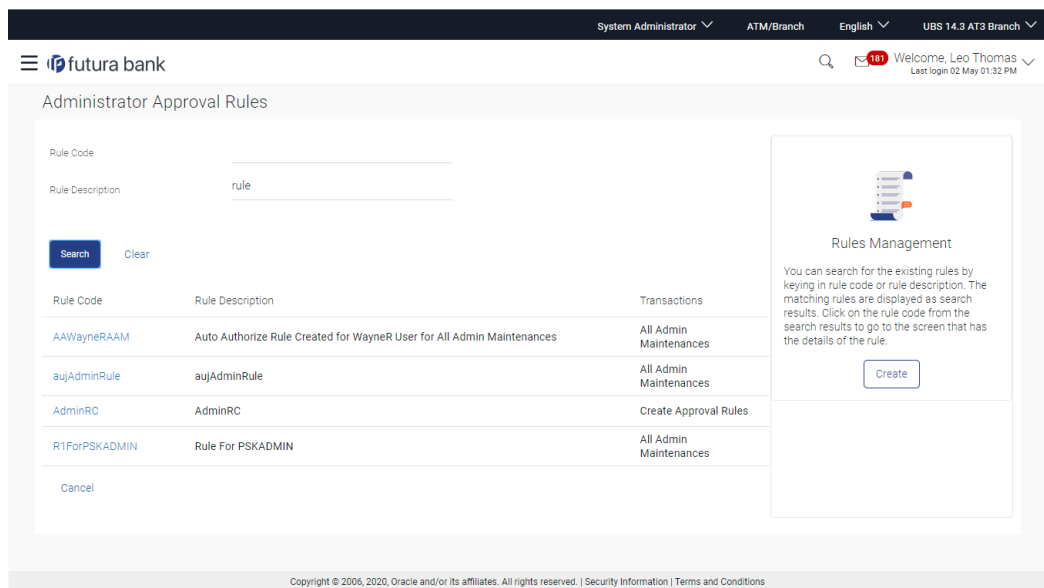 System Administrator ATM/Branch English UBS 14.3 AT3 Branch
futura bank
181 Welcome, Leo Thomas
Last login 02 May 01:32 PM
Administrator Approval Rules
Rule Code
Rule Description rule
Search Clear
Rule Code Rule Description Transactions
AAWayneRAAM Auto Authorize Rule Created for WayneR User for All Admin Maintenances All Admin
Maintenances
aujAdminRule aujAdminRule All Admin
Maintenances
AdminRC AdminRC Create Approval Rules
R1ForPSKADMIN Rule For PSKADMIN All Admin
Maintenances
Cancel
Rules Management
You can search for the existing rules by
keying in rule code or rule description. The
matching rules are displayed as search
results. Click on the rule code from the
search results to go to the screen that has
the details of the rule.
Create
Copyright © 2006, 2020, Oracle and/or its affiliates. All rights reserved. | Security Information | Terms and Conditions